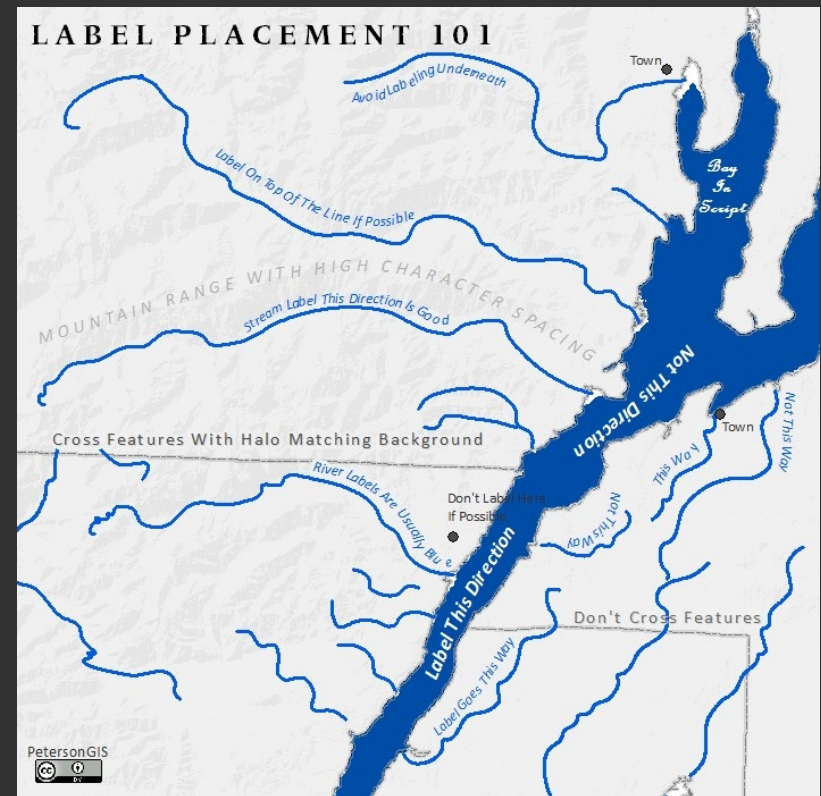 LABEL PLACEMENT 101
Town
Avoid Labeling Underneath
Bay
In
Script
Label On Top Of The Line If Possible
MOUNTAIN RANGE WITH HIGH CHARACTER SPACING
Stream Label This Direction Is Good
Not This Direction
Not This Way
Town
Cross Features With Halo Matching Background
This Way
River Labels Are Usually Blue
Don't Label Here
If Possible
Not This Way
Label This Direction
Don't Cross Features
Label Goes This Way
PetersonGIS
cc
BY